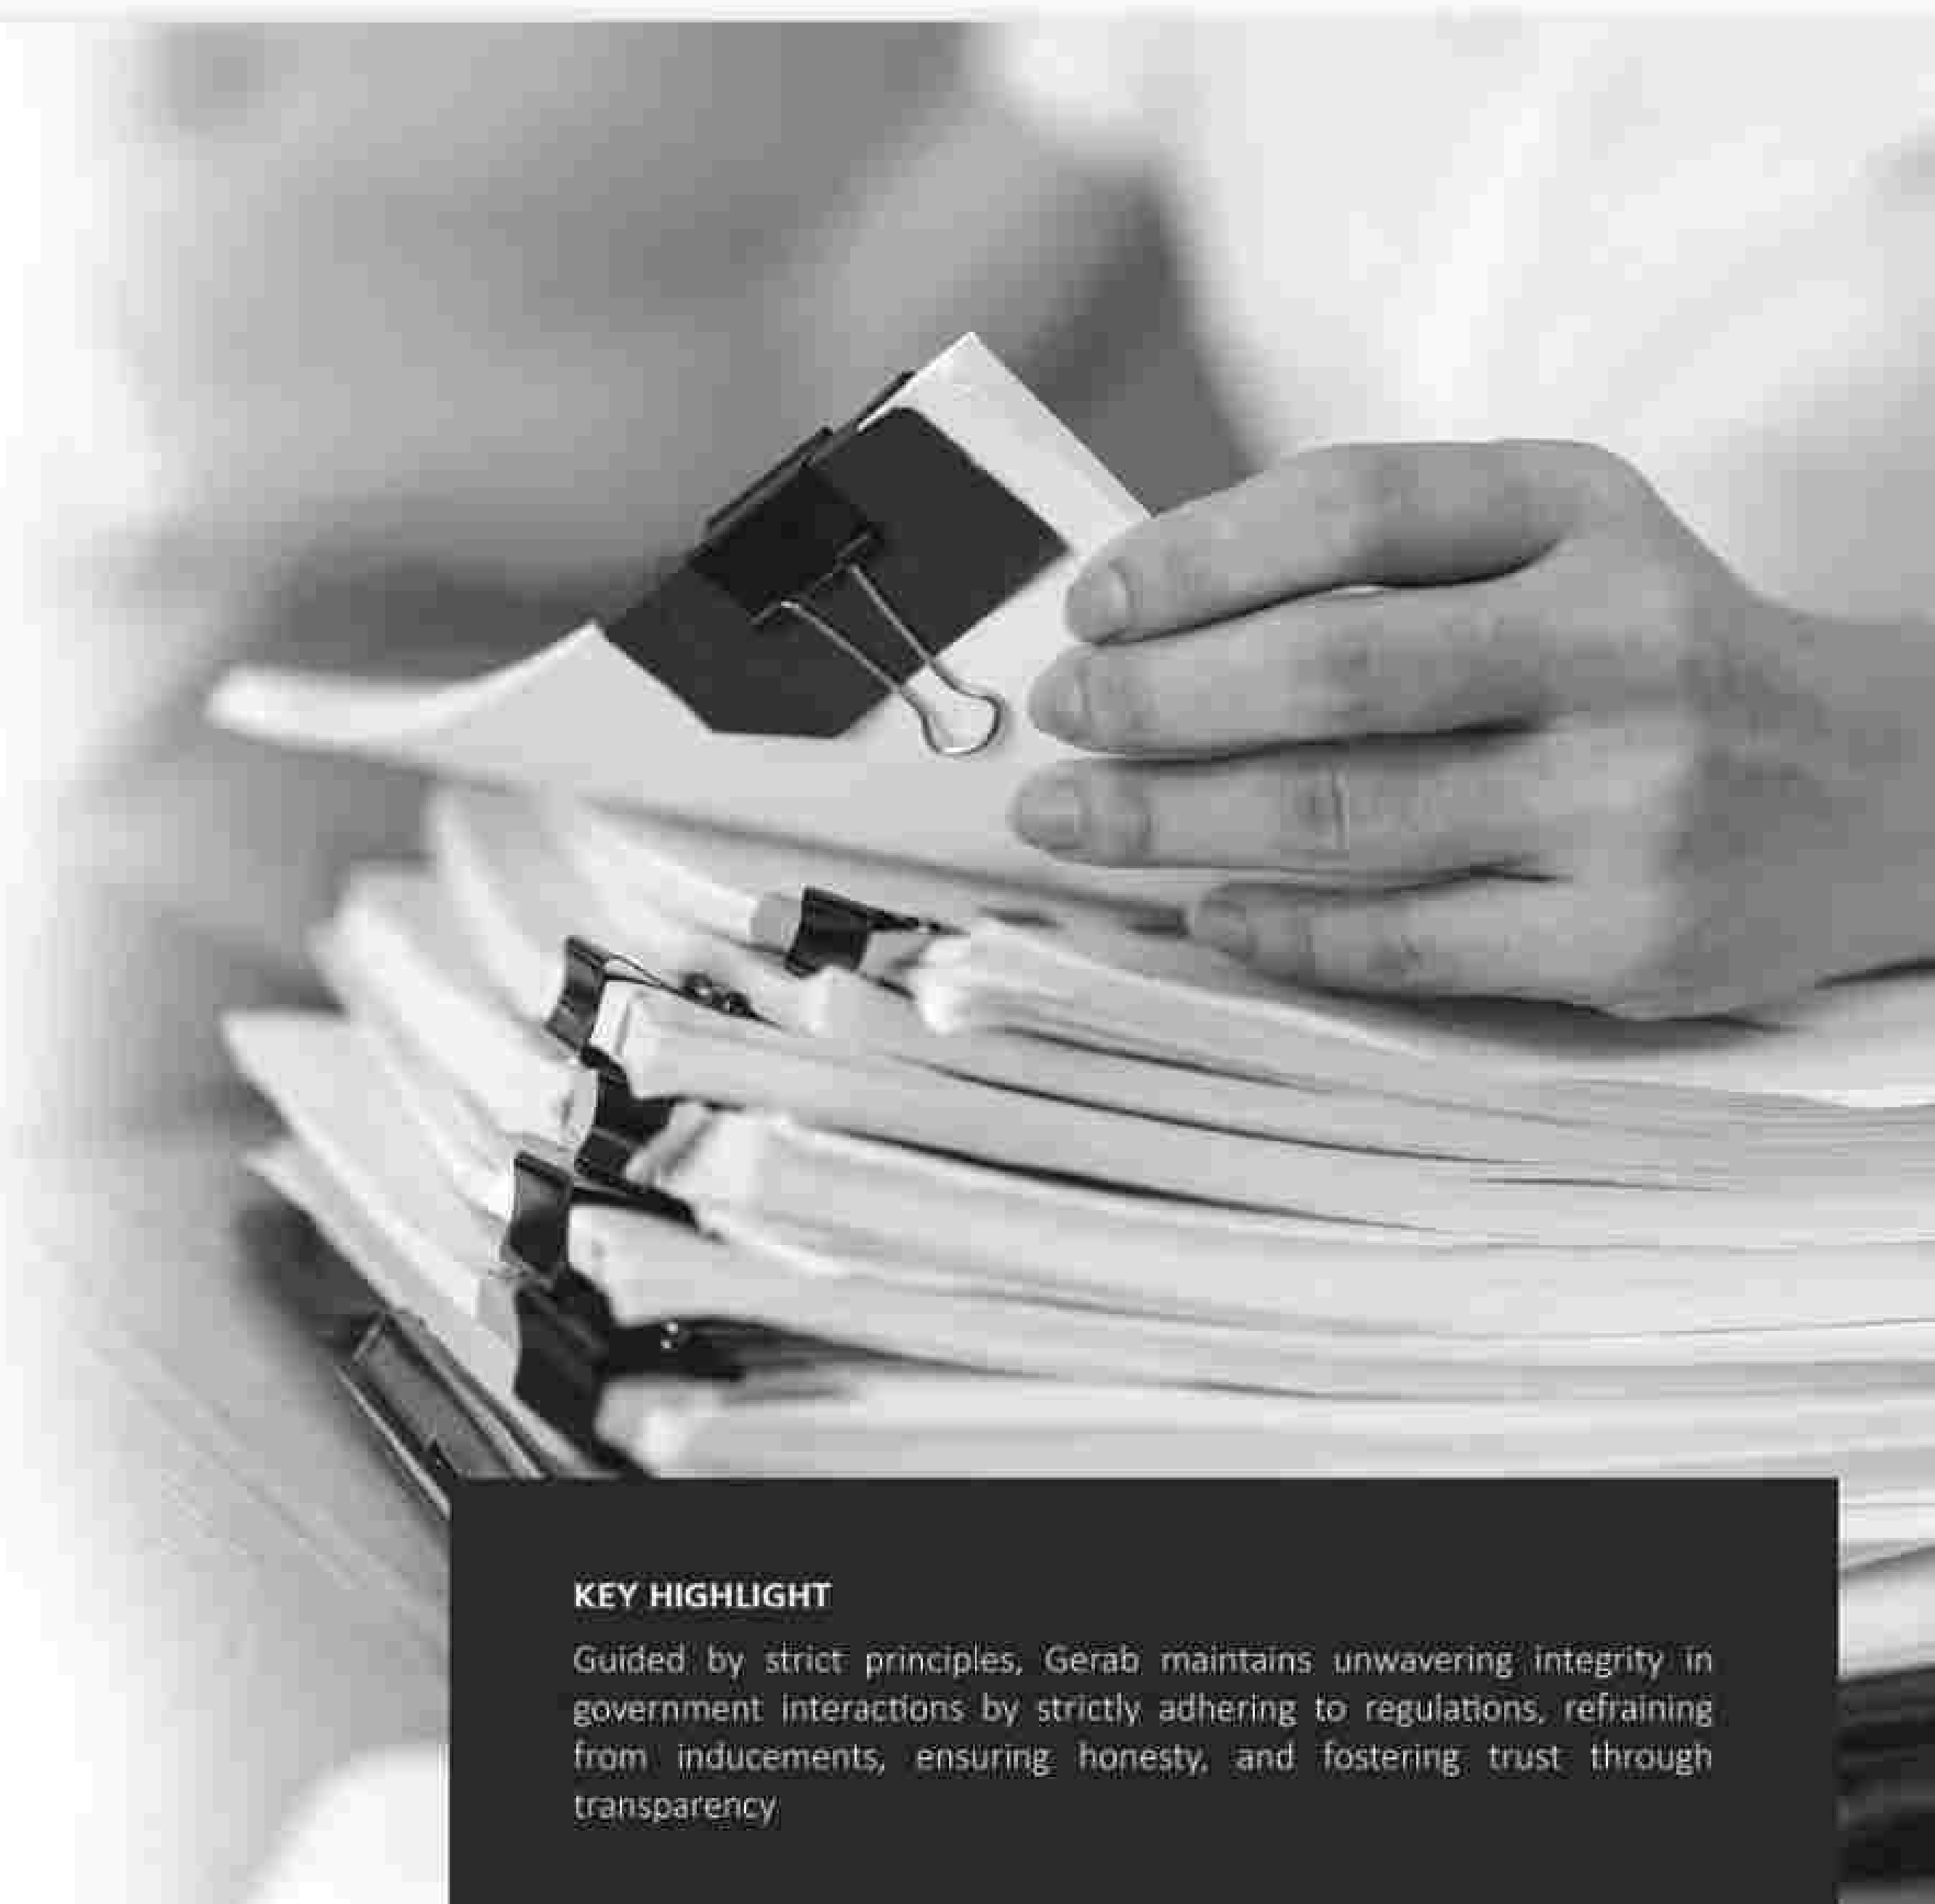 KEY HIGHLIGHT
Guided by strict principles, Gerab maintains unwavering integrity in
government interactions by strictly adhering to regulations, refraining
from inducements, ensuring honesty, and fostering trust through
transparency